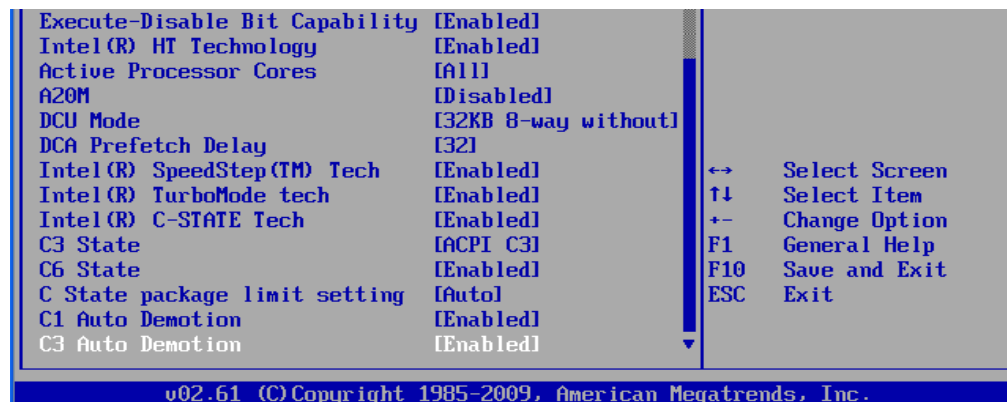 Execute-Disable Bit Capability [Enabled]
Intel(R) HT Technology [Enabled]
Active Processor Cores [All]
A20M [Disabled]
DCU Mode [32KB 8-way without]
DCA Prefetch Delay [32]
Intel(R) SpeedStep(TM) Tech [Enabled]
Intel(R) TurboMode tech [Enabled]
Intel(R) C-STATE Tech [Enabled]
C3 State [ACPI C3]
C6 State [Enabled]
C State package limit setting [Auto]
C1 Auto Demotion [Enabled]
C3 Auto Demotion [Enabled]
↔ Select Screen
↑↓ Select Item
+- Change Option
F1 General Help
F10 Save and Exit
ESC Exit
v02.61 (C)Copyright 1985-2009, American Megatrends, Inc.